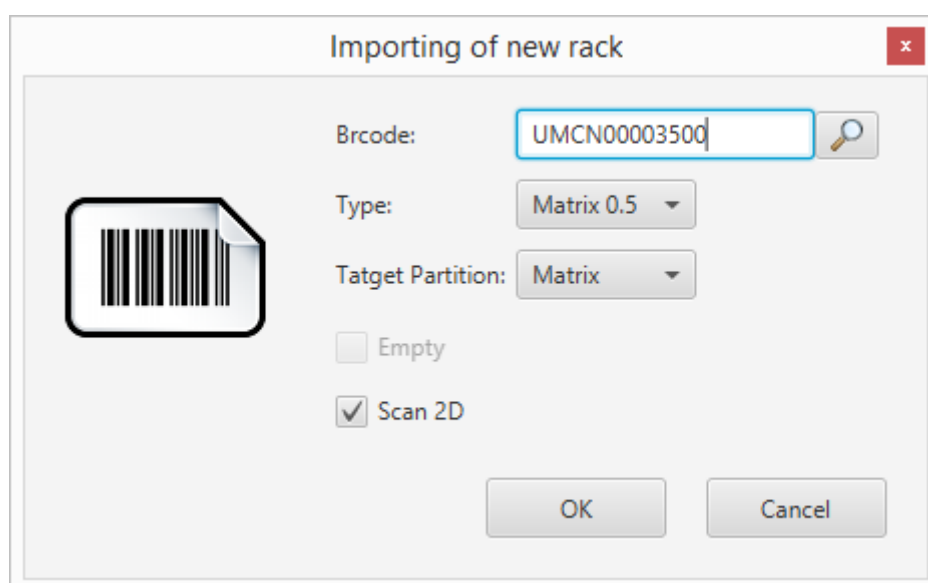 Importing of new rack
x
Brcode: UMCN00003500
Type: Matrix 0.5
Tatget Partition: Matrix
Empty
Scan 2D
OK Cancel